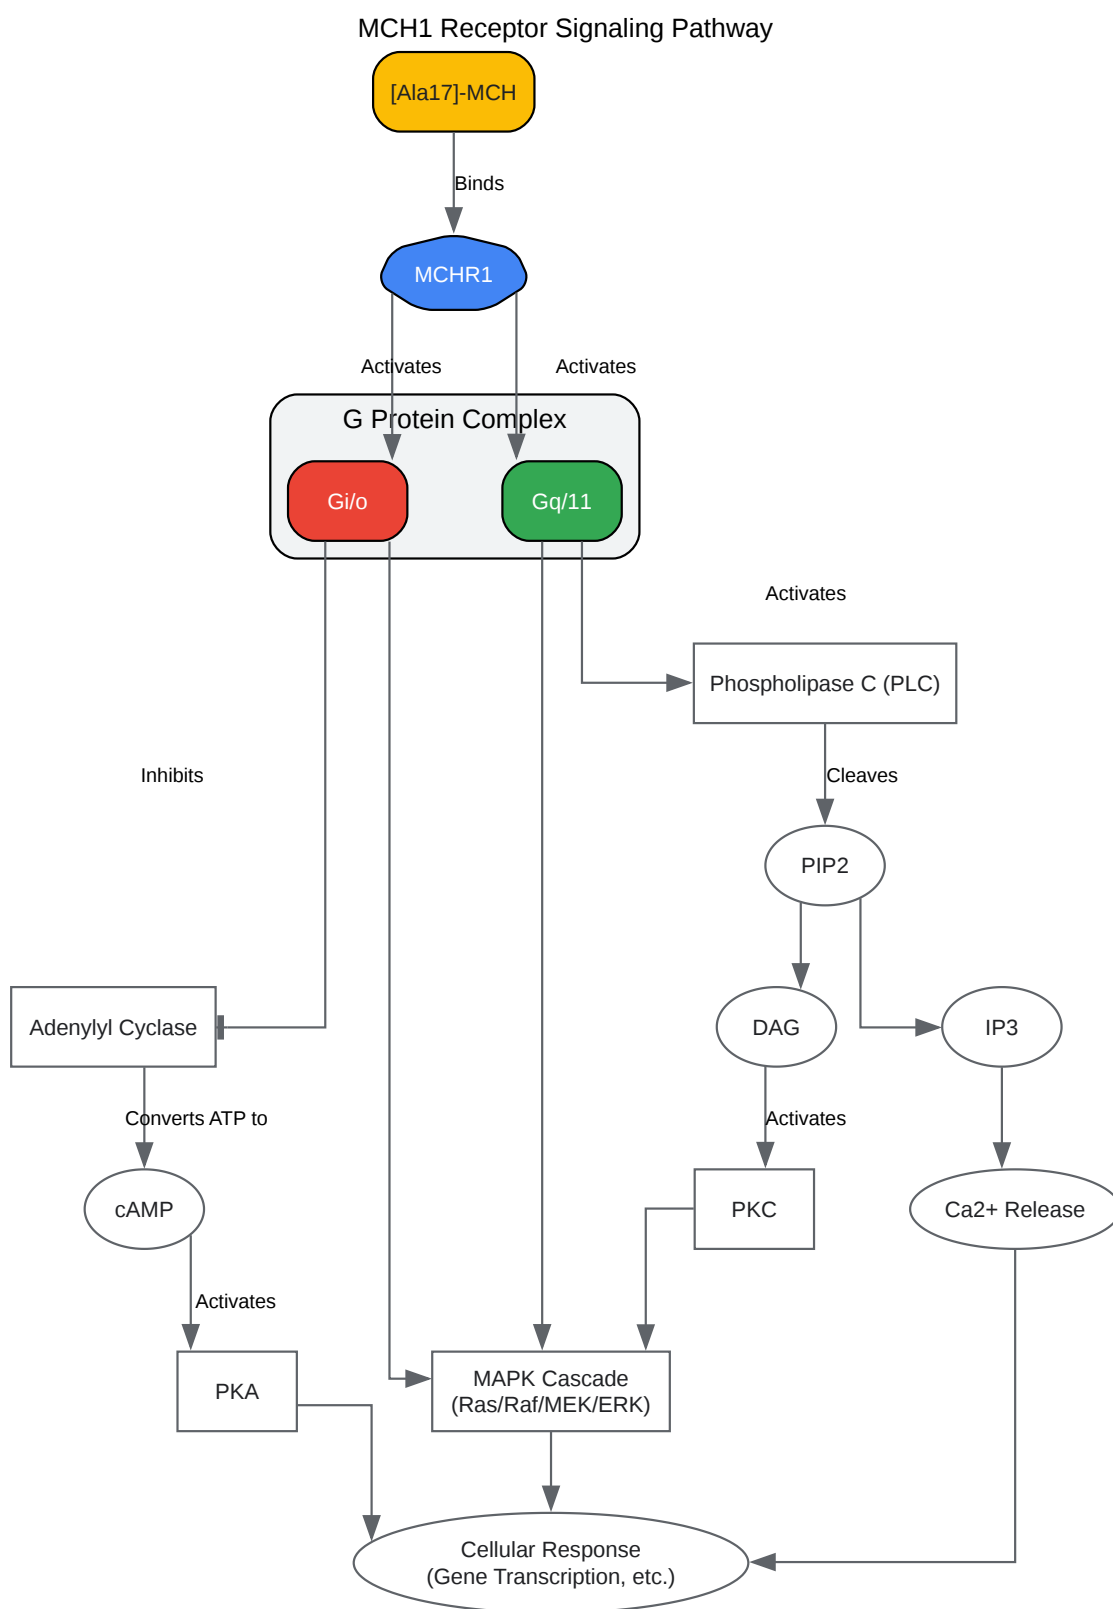 MCH1 Receptor Signaling Pathway
[Ala17]-MCH
Binds
MCHR1
Activates
Activates
G Protein Complex
Gi/o
Gq/11
Activates
Phospholipase C (PLC)
Inhibits
Cleaves
PIP2
Adenylyl Cyclase
DAG
IP3
Converts ATP to
Activates
cAMP
PKC
Ca2+ Release
Activates
PKA
MAPK Cascade
(Ras/Raf/MEK/ERK)
Cellular Response
(Gene Transcription, etc.)